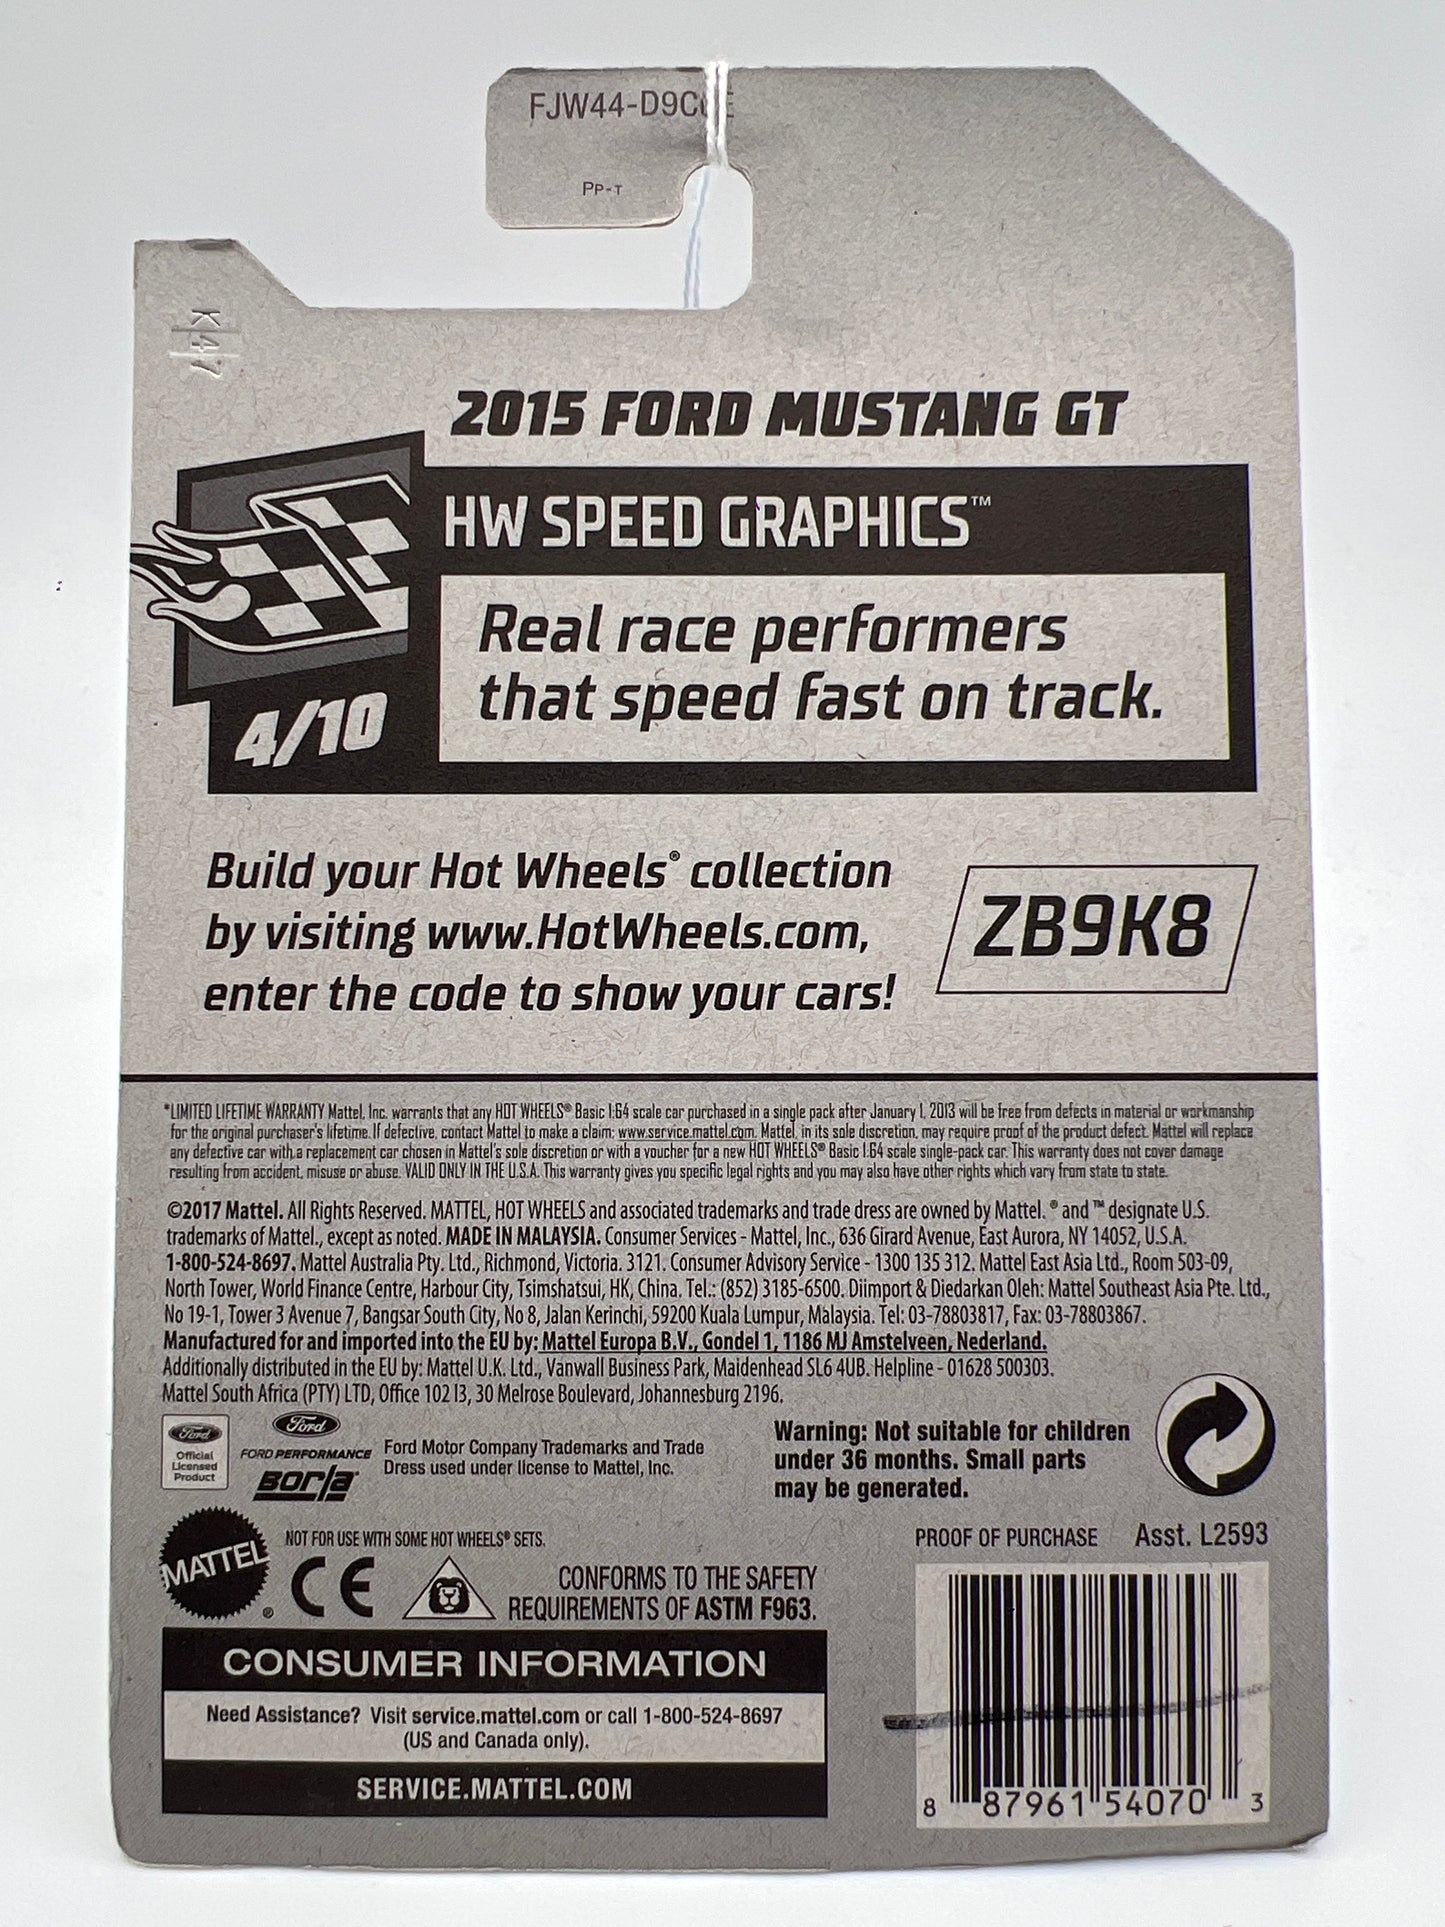 FJW44-D9C
PP-T
K47
2015 FORD MUSTANG GT
HW SPEED GRAPHICS™
Real race performers
that speed fast on track.
4/10
Build your Hot Wheels® collection
by visiting www.HotWheels.com,
enter the code to show your cars!
ZB9K8
*LIMITED LIFETIME WARRANTY Mattel, Inc. warrants that any HOT WHEELS® Basic 1:64 scale car purchased in a single pack after January 1, 2013 will be free from defects in material or workmanship
for the original purchaser's lifetime. If defective, contact Mattel to make a claim: www.service.mattel.com. Mattel, in its sole discretion, may require proof of the product defect. Mattel will replace
any defective car with a replacement car chosen in Mattel's sole discretion or with a voucher for a new HOT WHEELS® Basic 1:64 scale single-pack car. This warranty does not cover damage
resulting from accident, misuse or abuse. VALID ONLY IN THE U.S.A. This warranty gives you specific legal rights and you may also have other rights which vary from state to state.
©2017 Mattel. All Rights Reserved. MATTEL, HOT WHEELS and associated trademarks and trade dress are owned by Mattel. ® and ™ designate U.S.
trademarks of Mattel., except as noted. MADE IN MALAYSIA. Consumer Services - Mattel, Inc., 636 Girard Avenue, East Aurora, NY 14052, U.S.A.
1-800-524-8697. Mattel Australia Pty. Ltd., Richmond, Victoria. 3121. Consumer Advisory Service - 1300 135 312. Mattel East Asia Ltd., Room 503-09,
North Tower, World Finance Centre, Harbour City, Tsimshatsui, HK, China. Tel.: (852) 3185-6500. Diimport & Diedarkan Oleh: Mattel Southeast Asia Pte. Ltd.,
No 19-1, Tower 3 Avenue 7, Bangsar South City, No 8, Jalan Kerinchi, 59200 Kuala Lumpur, Malaysia. Tel: 03-78803817, Fax: 03-78803867.
Manufactured for and imported into the EU by: Mattel Europa B.V., Gondel 1, 1186 MJ Amstelveen, Nederland.
Additionally distributed in the EU by: Mattel U.K. Ltd., Vanwall Business Park, Maidenhead SL6 4UB. Helpline - 01628 500303.
Mattel South Africa (PTY) LTD, Office 102 I3, 30 Melrose Boulevard, Johannesburg 2196.
Ford
Official
Licensed
Product
Ford
FORD PERFORMANCE
Borla
Ford Motor Company Trademarks and Trade
Dress used under license to Mattel, Inc.
Warning: Not suitable for children
under 36 months. Small parts
may be generated.
MATTEL®
NOT FOR USE WITH SOME HOT WHEELS® SETS.
CE
CONFORMS TO THE SAFETY
REQUIREMENTS OF ASTM F963.
PROOF OF PURCHASE Asst. L2593
CONSUMER INFORMATION
Need Assistance? Visit service.mattel.com or call 1-800-524-8697
(US and Canada only).
SERVICE.MATTEL.COM
8 87961 54070 3